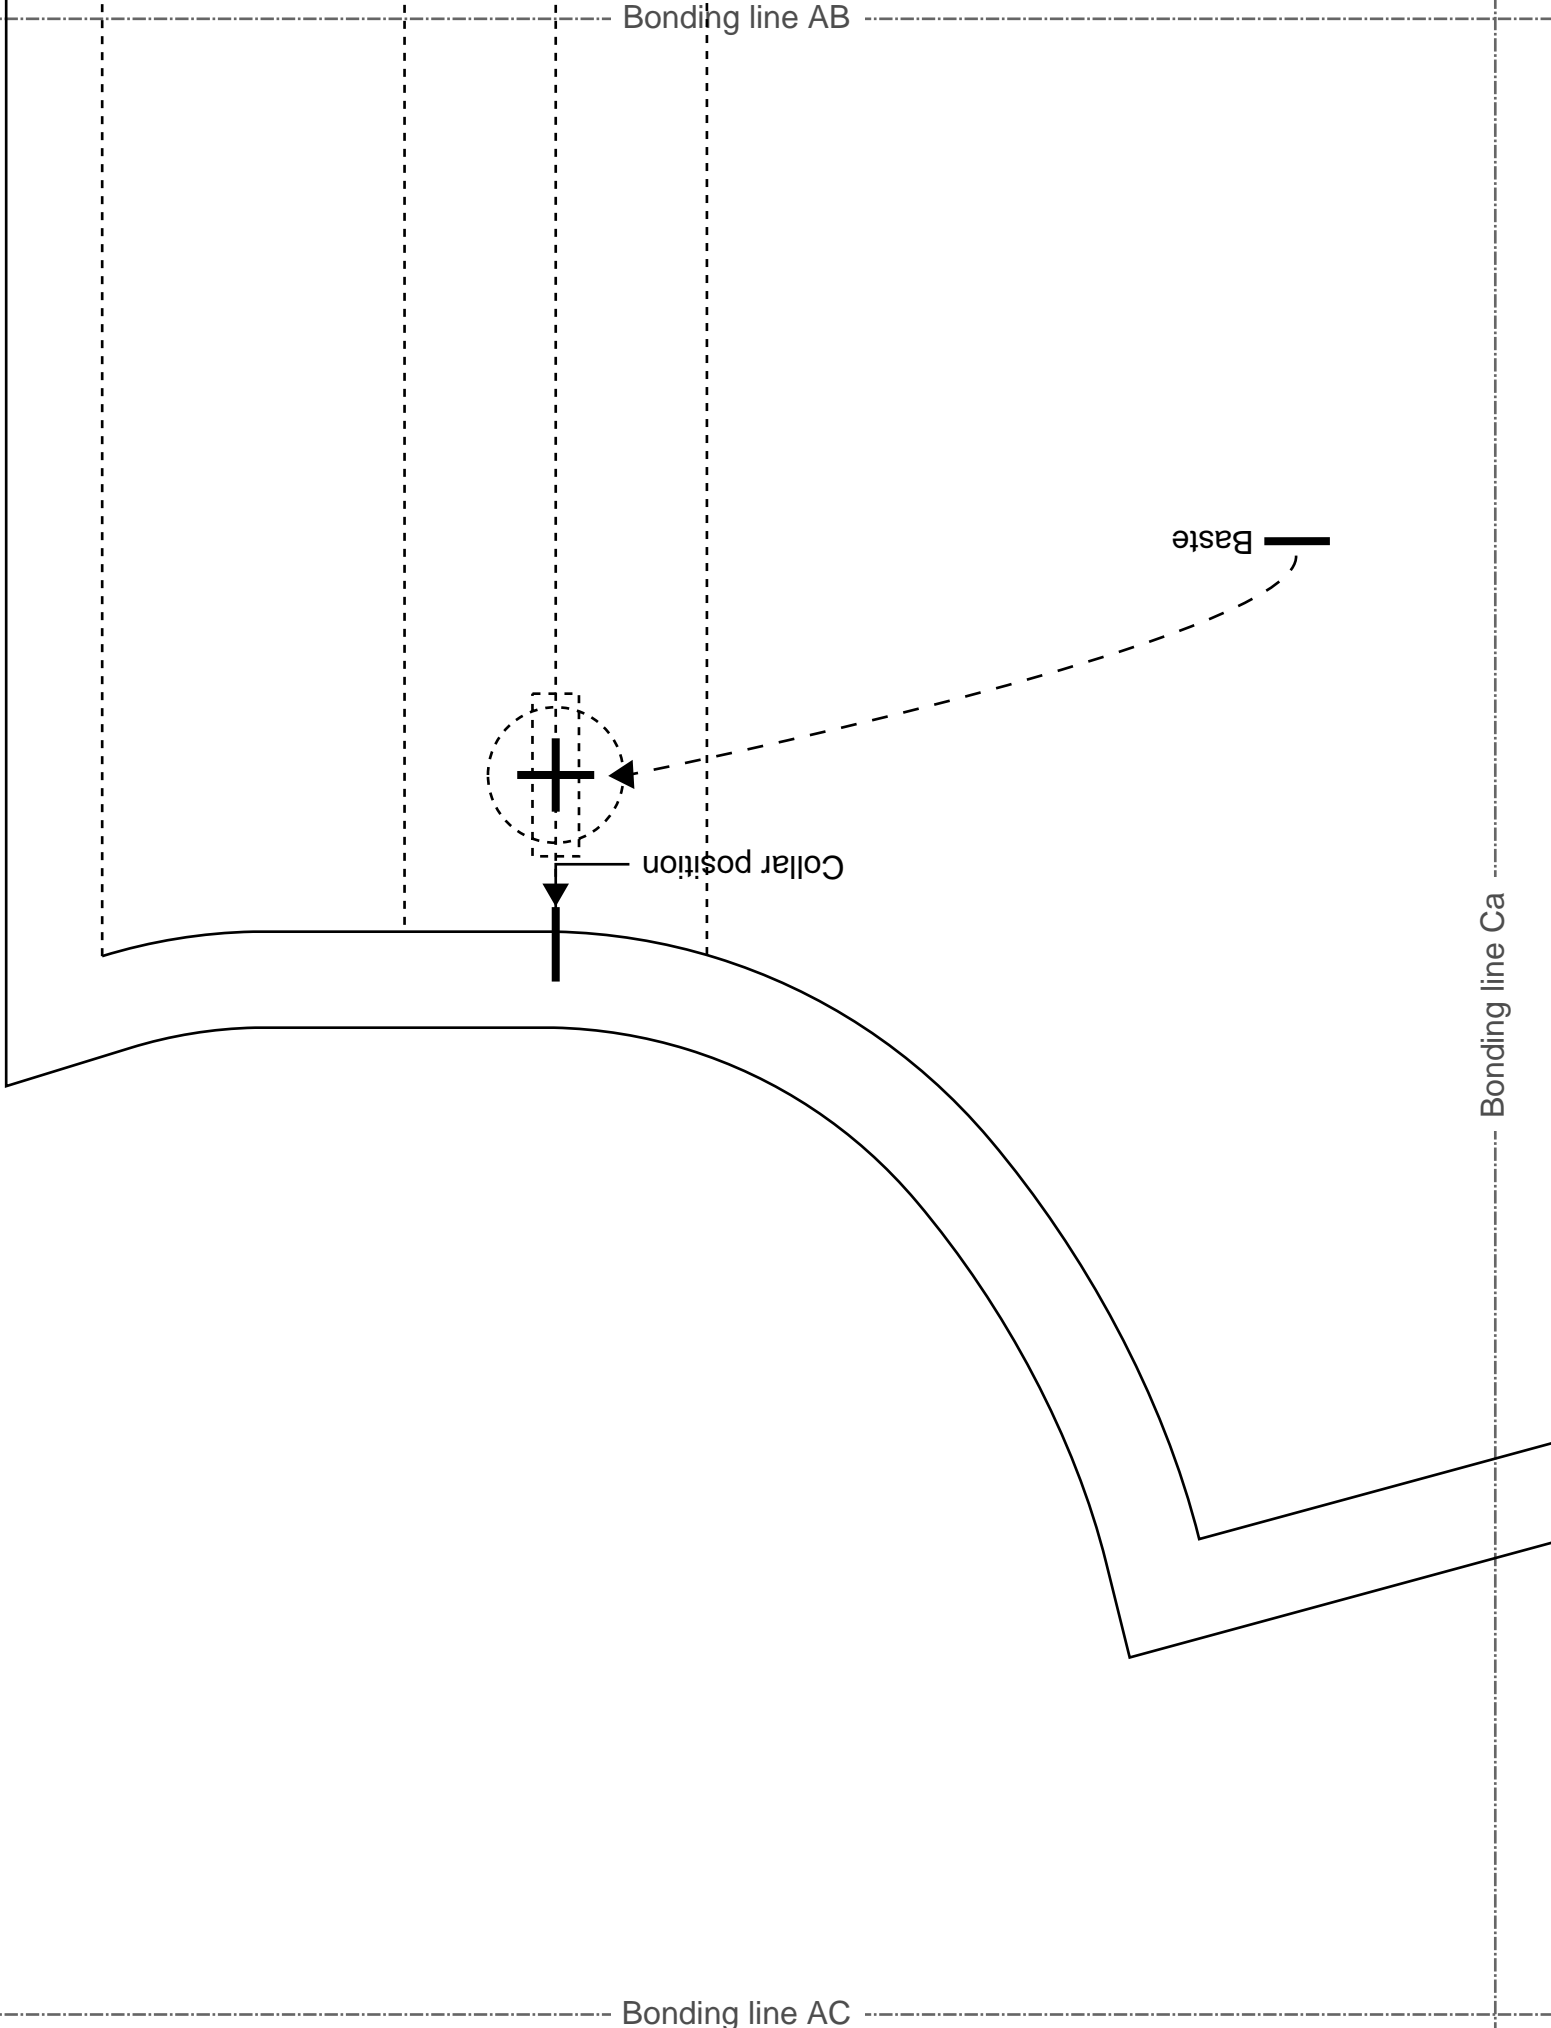 Bonding line AB
Baste
Collar position
Bonding line Ca
Bonding line AC